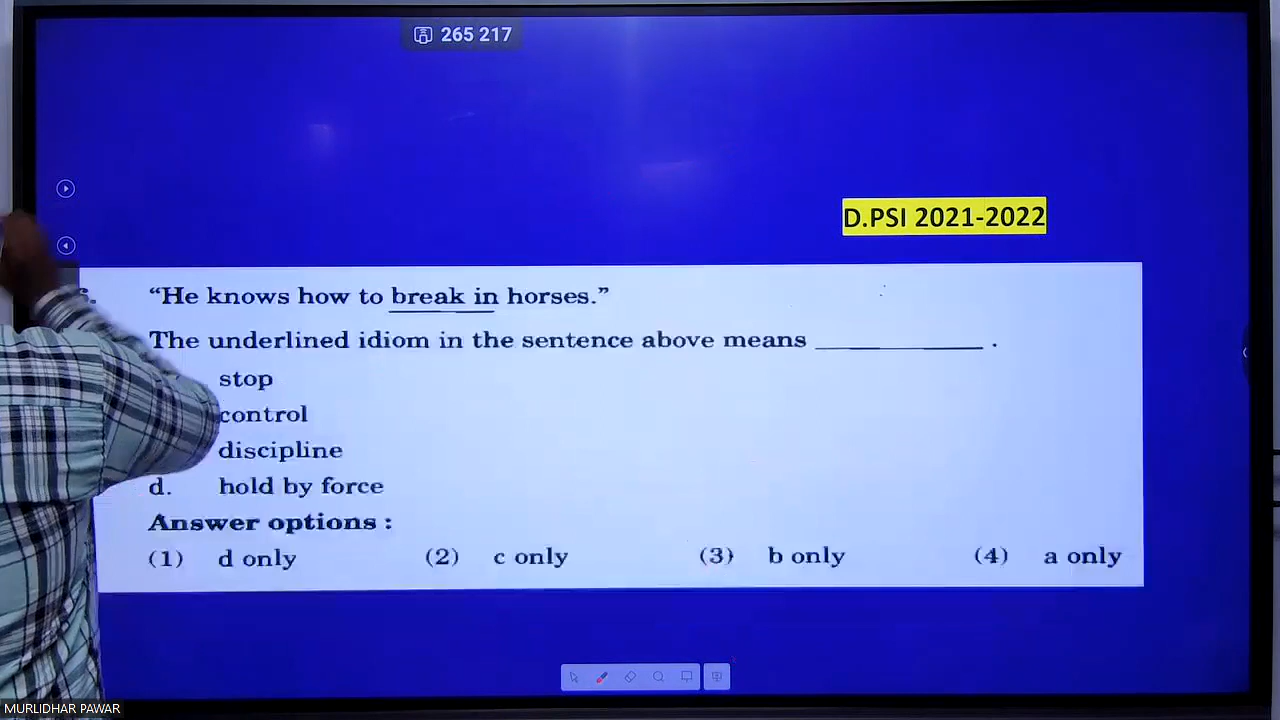 265 217
D.PSI 2021-2022
“He knows how to break in horses.”
The underlined idiom in the sentence above means ____________ .
stop
control
discipline
d. hold by force
Answer options :
(1) d only (2) c only (3) b only (4) a only
MURLIDHAR PAWAR